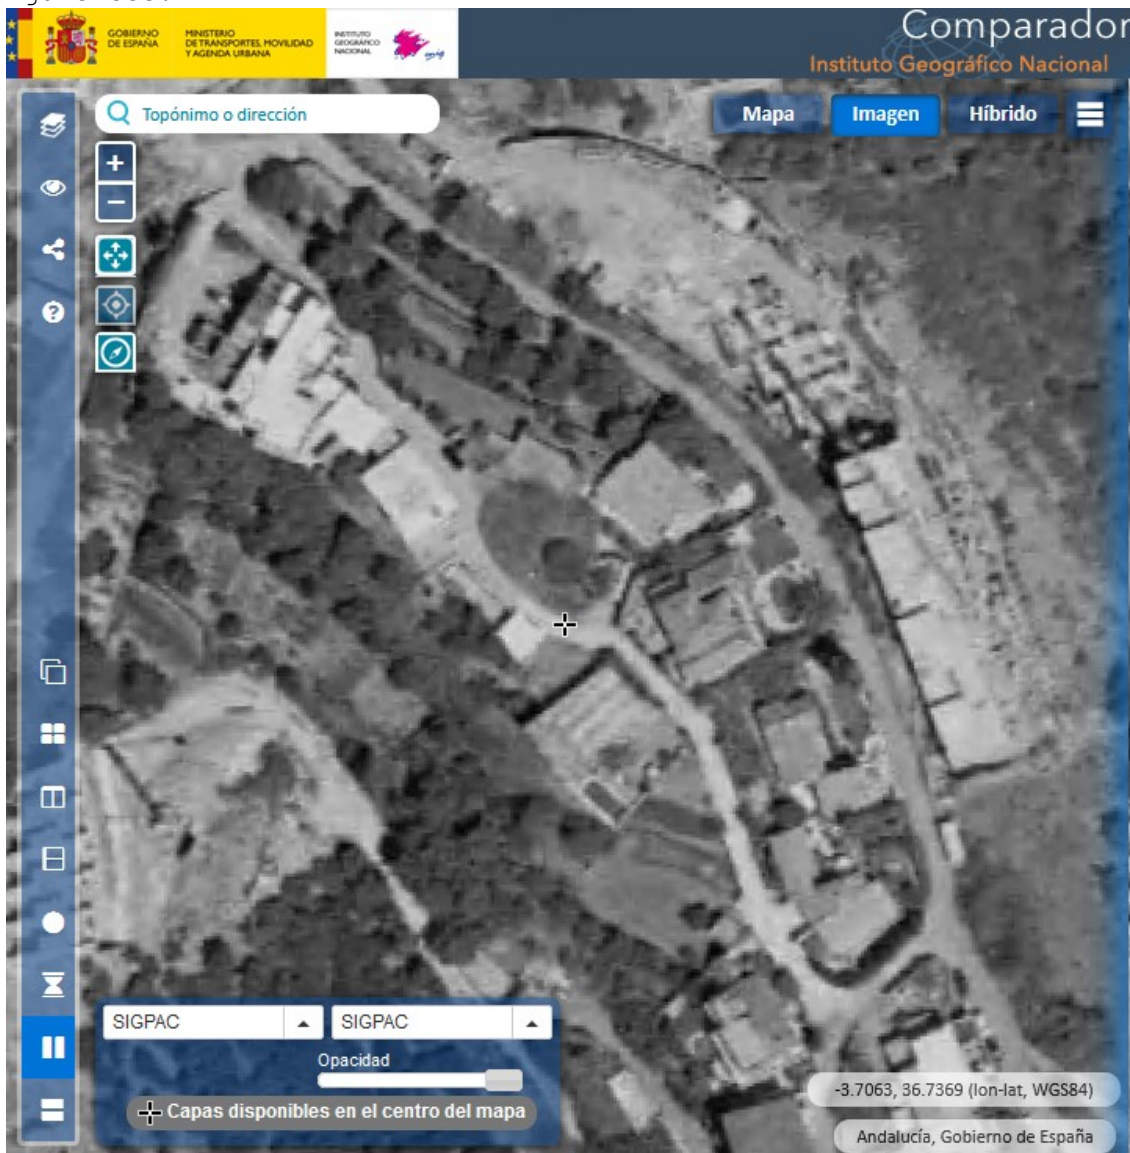 GOBIERNO
DE ESPAÑA
MINISTERIO
DE TRANSPORTES, MOVILIDAD
Y AGENDA URBANA
INSTITUTO
GEOGRÁFICO
NACIONAL
Comparador
Instituto Geográfico Nacional
Topónimo o dirección
Mapa
Imagen
Híbrido
+
−
SIGPAC
SIGPAC
Opacidad
Capas disponibles en el centro del mapa
-3.7063, 36.7369 (lon-lat, WGS84)
Andalucía, Gobierno de España